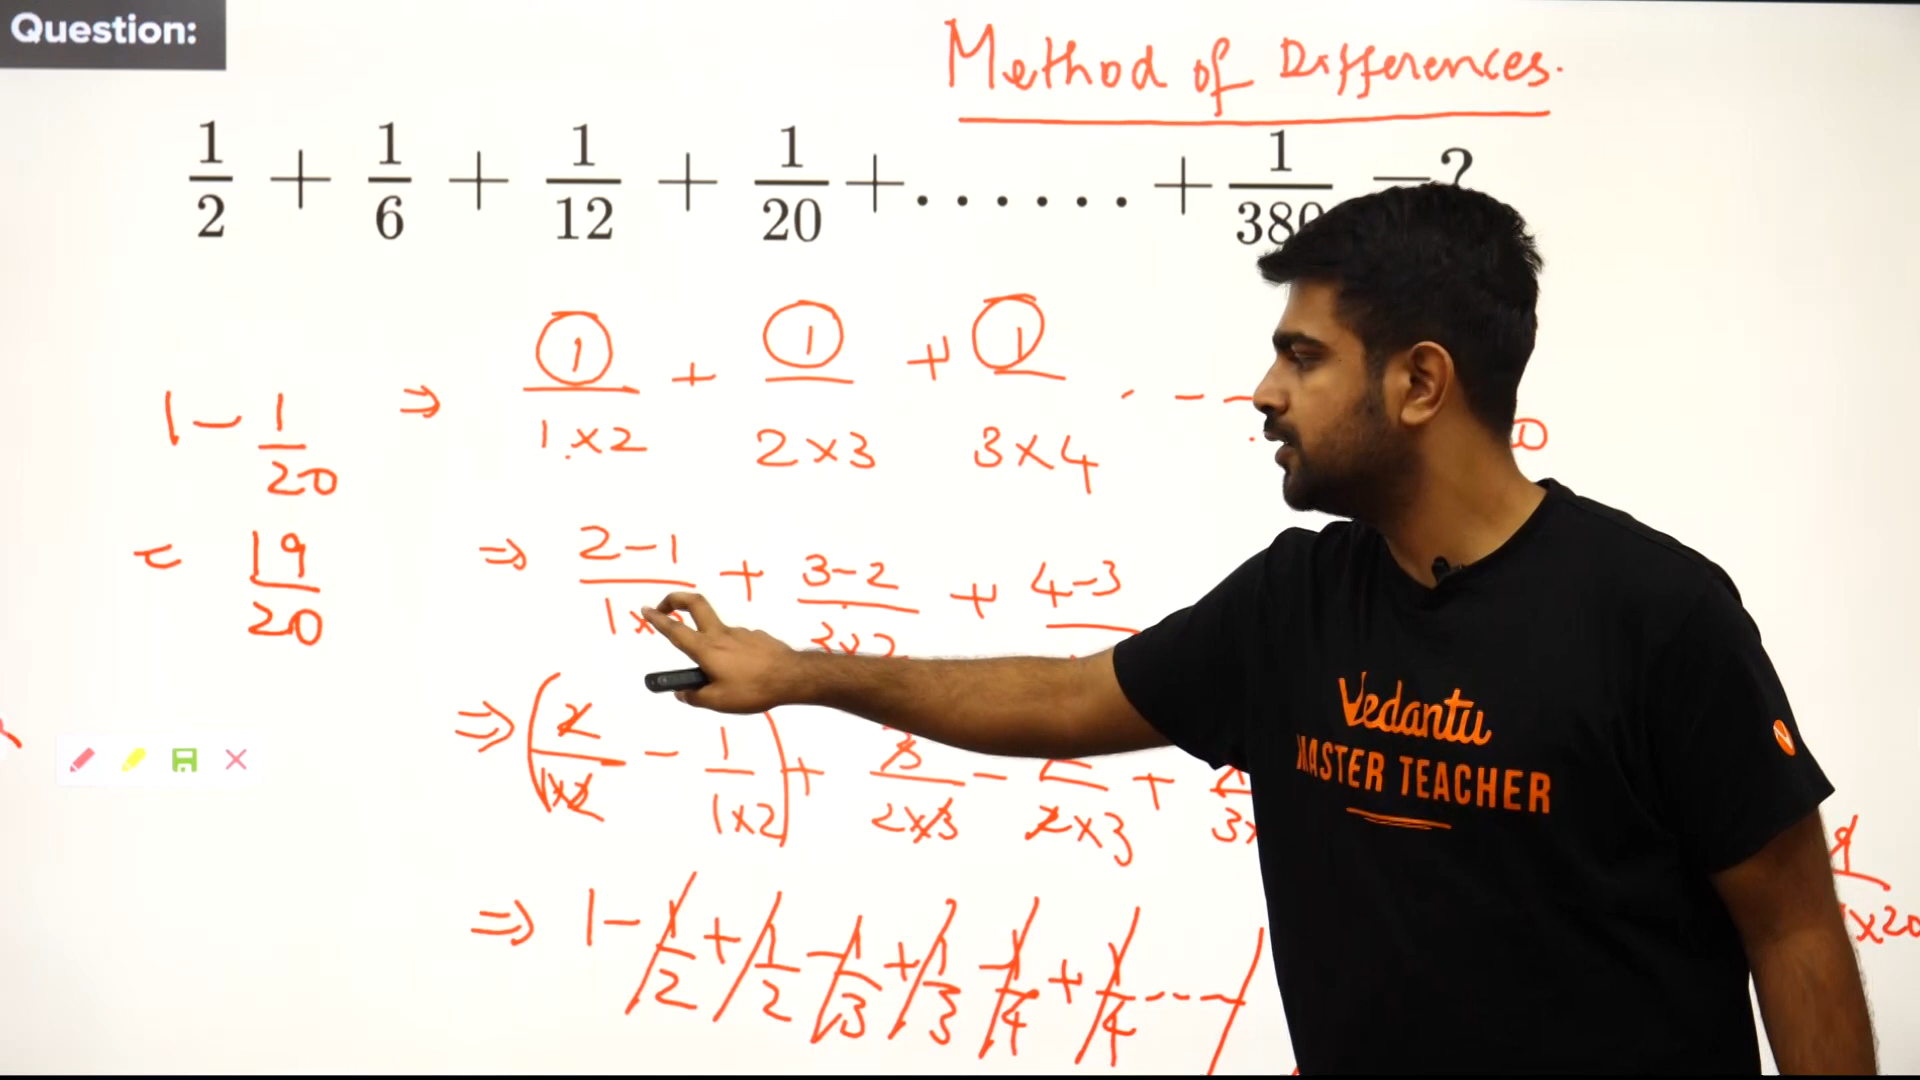 Question:
Method of Differences.
1/2 + 1/6 + 1/12 + 1/20 + ...... + 1/380 = ?
⇒ 1/(1×2) + 1/(2×3) + 1/(3×4) - - -
1 - 1/20
= 19/20
⇒ (2-1)/(1×2) + (3-2)/(3×2) + (4-3)/
⇒ (2/(1×2) - 1/(1×2)) + 3/(2×3) - 2/(2×3) + /3×
×20
⇒ 1 - 1/2 + 1/2 - 1/3 + 1/3 - 1/4 + 1/4 - - -
Vedantu
MASTER TEACHER